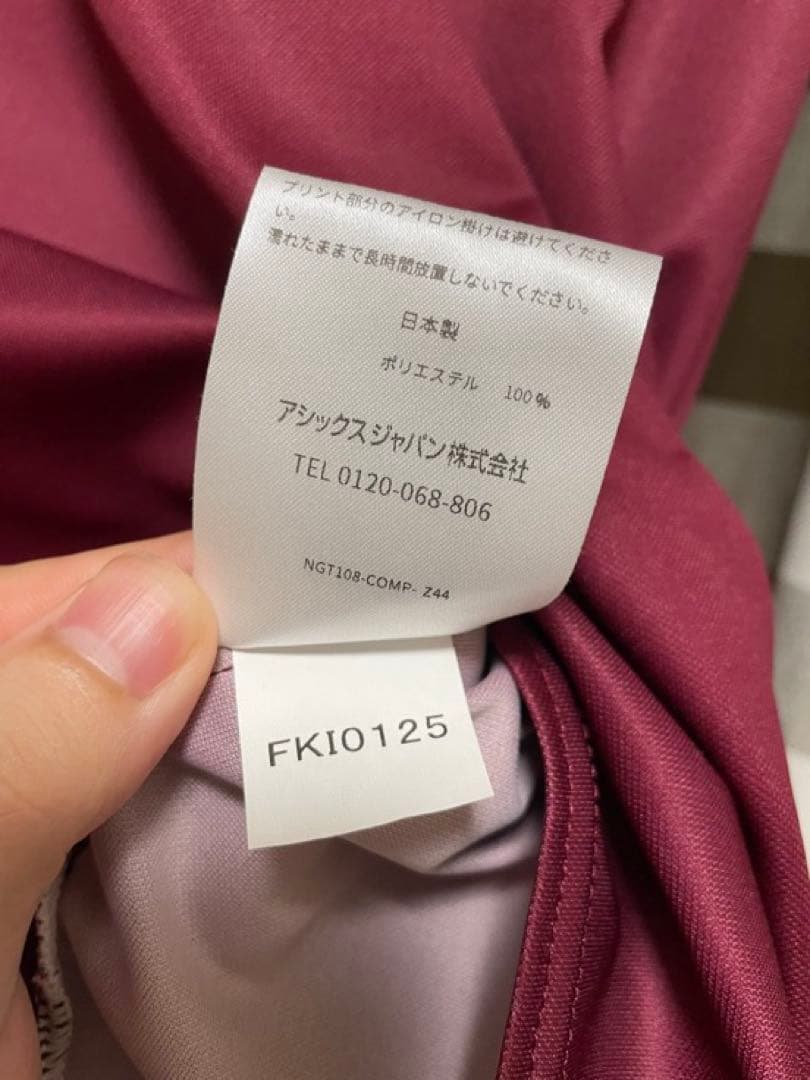 プリント部分のアイロン掛けは避けてくださ
い。
濡れたままで長時間放置しないでください。
日本製
ポリエステル 100%
アシックスジャパン株式会社
TEL 0120-068-806
NGT108-COMP- Z44
FKI0125